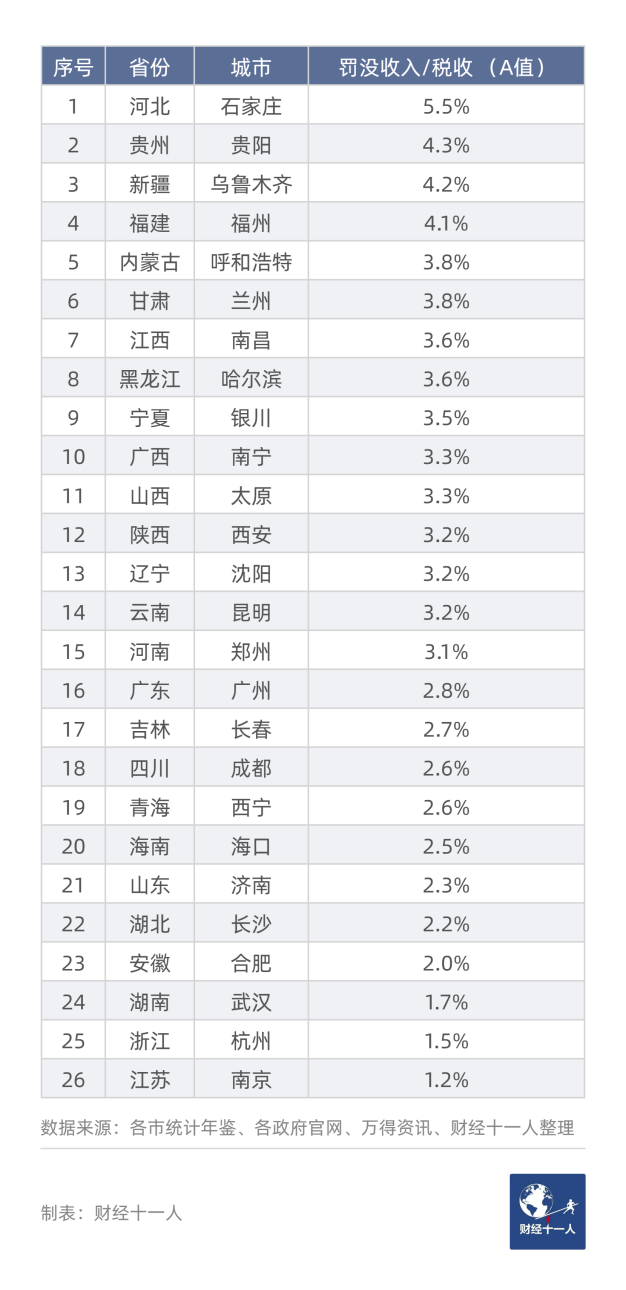 序号 省份 城市 罚没收入/税收（A值）
1 河北 石家庄 5.5%
2 贵州 贵阳 4.3%
3 新疆 乌鲁木齐 4.2%
4 福建 福州 4.1%
5 内蒙古 呼和浩特 3.8%
6 甘肃 兰州 3.8%
7 江西 南昌 3.6%
8 黑龙江 哈尔滨 3.6%
9 宁夏 银川 3.5%
10 广西 南宁 3.3%
11 山西 太原 3.3%
12 陕西 西安 3.2%
13 辽宁 沈阳 3.2%
14 云南 昆明 3.2%
15 河南 郑州 3.1%
16 广东 广州 2.8%
17 吉林 长春 2.7%
18 四川 成都 2.6%
19 青海 西宁 2.6%
20 海南 海口 2.5%
21 山东 济南 2.3%
22 湖北 长沙 2.2%
23 安徽 合肥 2.0%
24 湖南 武汉 1.7%
25 浙江 杭州 1.5%
26 江苏 南京 1.2%
数据来源：各市统计年鉴、各政府官网、万得资讯、财经十一人整理
制表：财经十一人
财经十一人